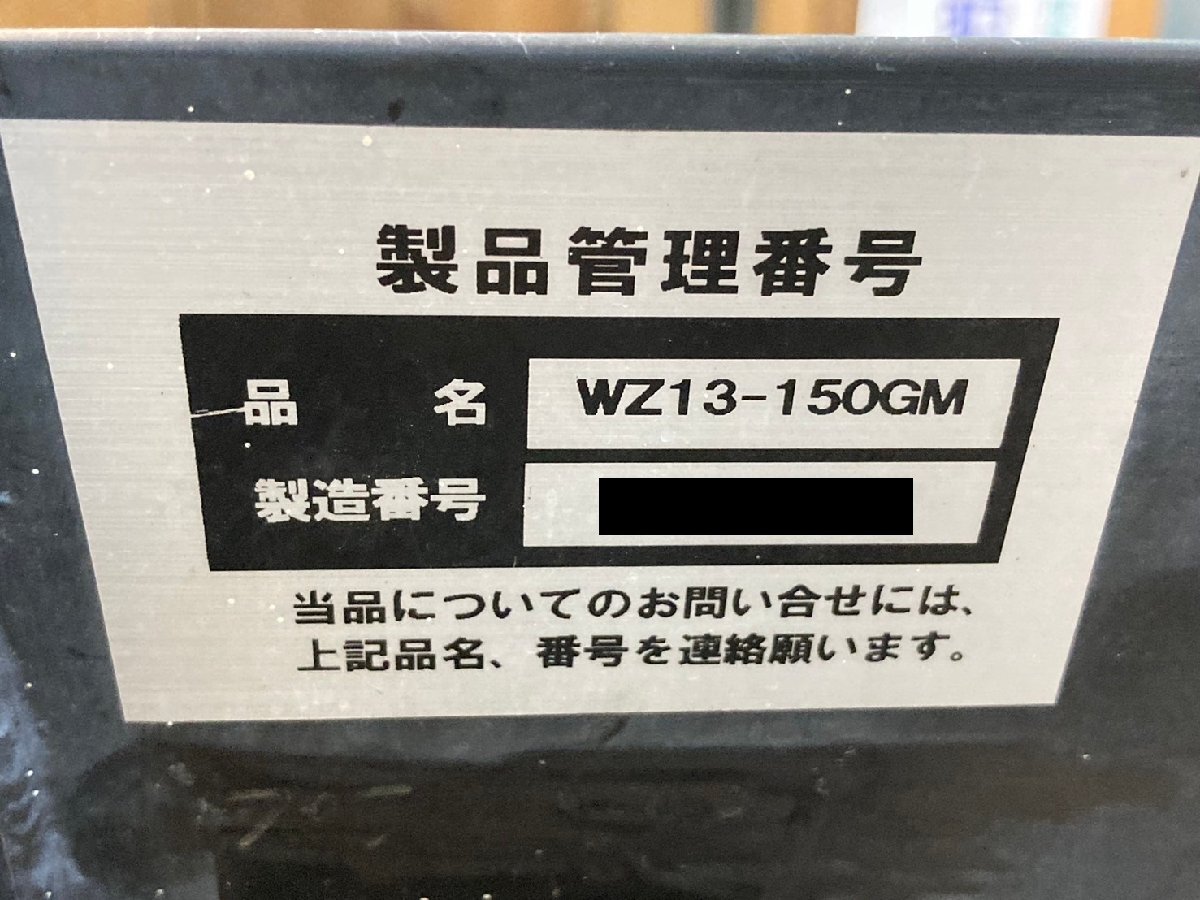 製品管理番号
品名 WZ13-150GM
製造番号
当品についてのお問い合せには、
上記品名、番号を連絡願います。